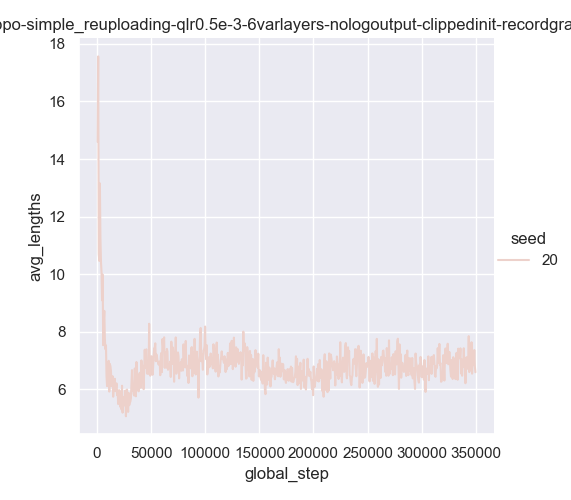 ppo-simple_reuploading-qlr0.5e-3-6varlayers-nologoutput-clippedinit-recordgra
18
16
14
12
10
8
6
avg_lengths
0 50000 100000 150000 200000 250000 300000 350000
global_step
seed
20